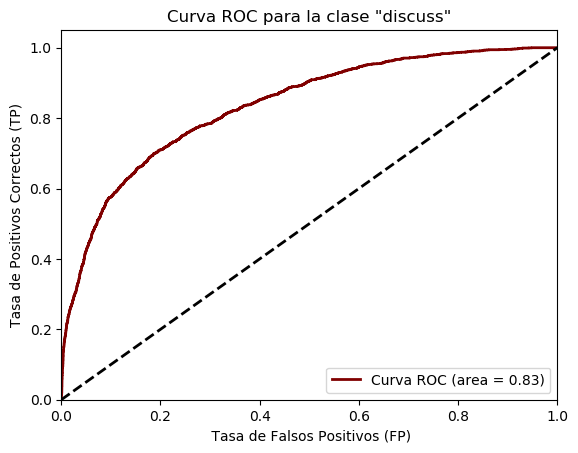 Curva ROC para la clase "discuss"
Tasa de Positivos Correctos (TP)
1.0
0.8
0.6
0.4
0.2
0.0
0.0 0.2 0.4 0.6 0.8 1.0
Curva ROC (area = 0.83)
Tasa de Falsos Positivos (FP)